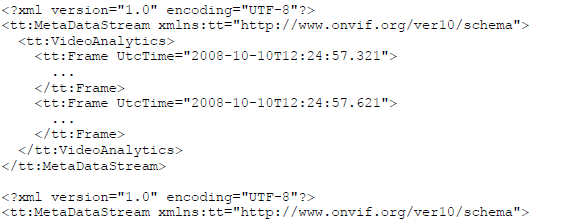 <?xml version="1.0" encoding="UTF-8"?>
<tt:MetaDataStream xmlns:tt="http://www.onvif.org/ver10/schema">
  <tt:VideoAnalytics>
    <tt:Frame UtcTime="2008-10-10T12:24:57.321">
      ...
    </tt:Frame>
    <tt:Frame UtcTime="2008-10-10T12:24:57.621">
      ...
    </tt:Frame>
  </tt:VideoAnalytics>
</tt:MetaDataStream>

<?xml version="1.0" encoding="UTF-8"?>
<tt:MetaDataStream xmlns:tt="http://www.onvif.org/ver10/schema">